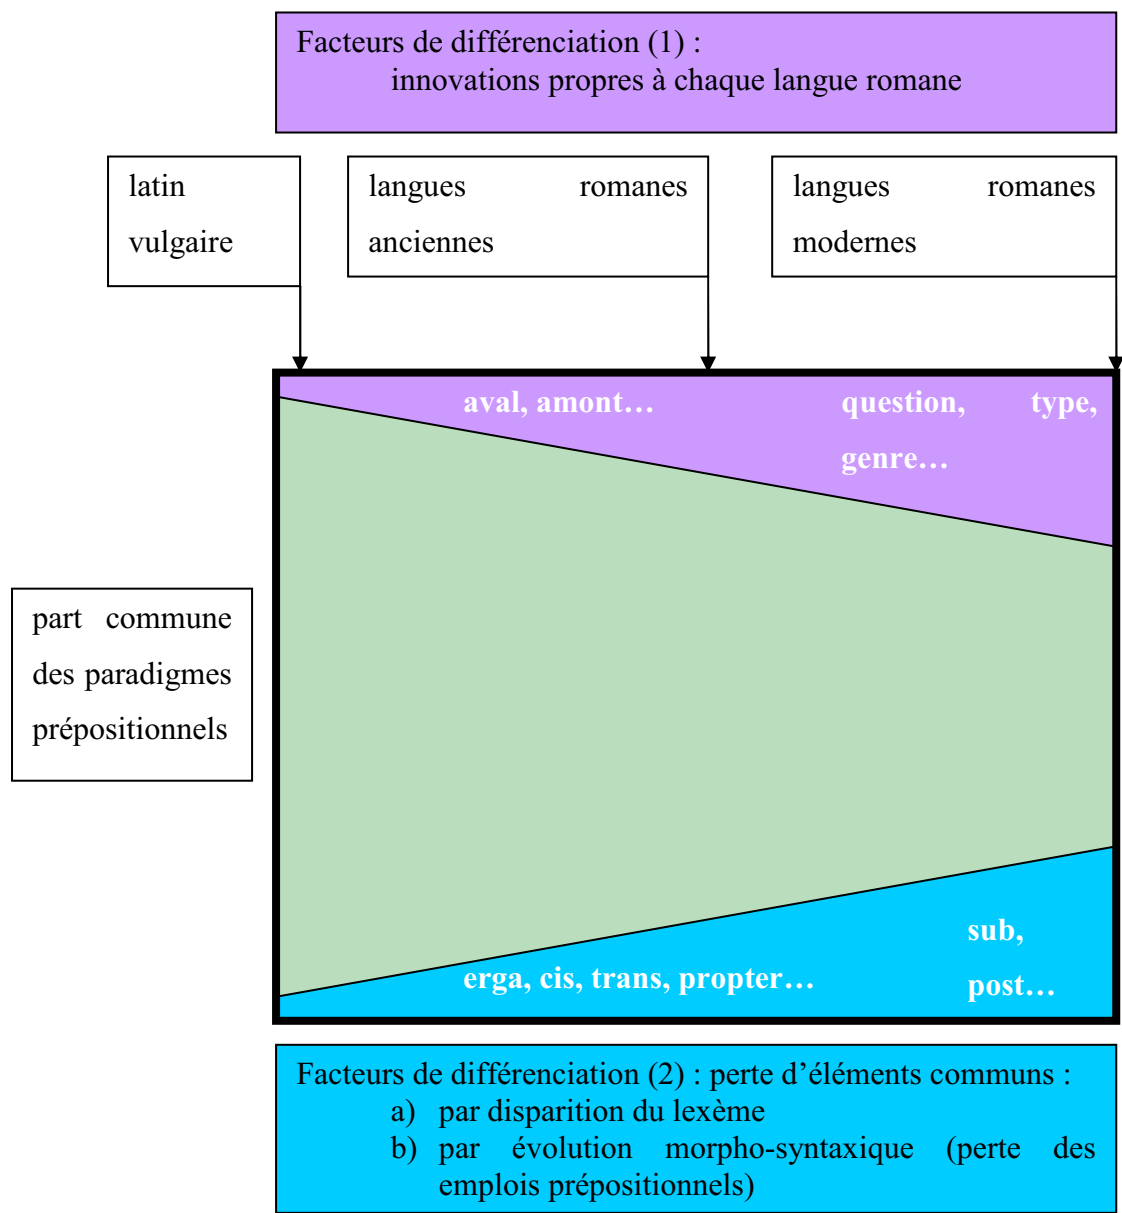 Facteurs de différenciation (1) :
innovations propres à chaque langue romane
latin
vulgaire
langues romanes
anciennes
langues romanes
modernes
aval, amont…
question, type,
genre…
part commune
des paradigmes
prépositionnels
sub,
post…
erga, cis, trans, propter…
Facteurs de différenciation (2) : perte d’éléments communs :
a) par disparition du lexème
b) par évolution morpho-syntaxique (perte des
emplois prépositionnels)